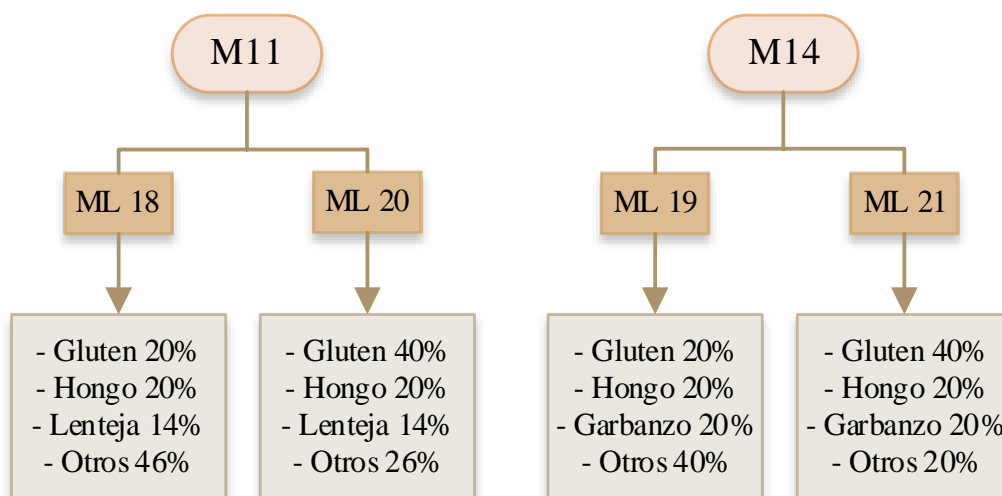 M11
M14
ML 18
ML 20
ML 19
ML 21
- Gluten 20%
- Hongo 20%
- Lenteja 14%
- Otros 46%
- Gluten 40%
- Hongo 20%
- Lenteja 14%
- Otros 26%
- Gluten 20%
- Hongo 20%
- Garbanzo 20%
- Otros 40%
- Gluten 40%
- Hongo 20%
- Garbanzo 20%
- Otros 20%